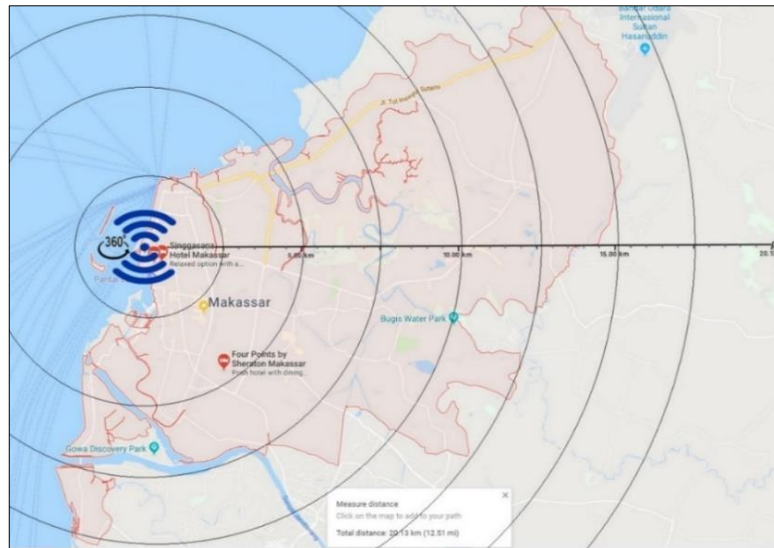 Bandar Udara
Internasional
Sultan
Hasanuddin
360°
Singgasana
Hotel Makassar
Relaxed option with a...
5.00 km
10.00 km
15.00 km
Makassar
Bugis Water Park
Four Points by
Sheraton Makassar
Posh hotel with dining...
Gowa Discovery Park
Measure distance
Click on the map to add to your path
Total distance: 20.13 km (12.51 mi)